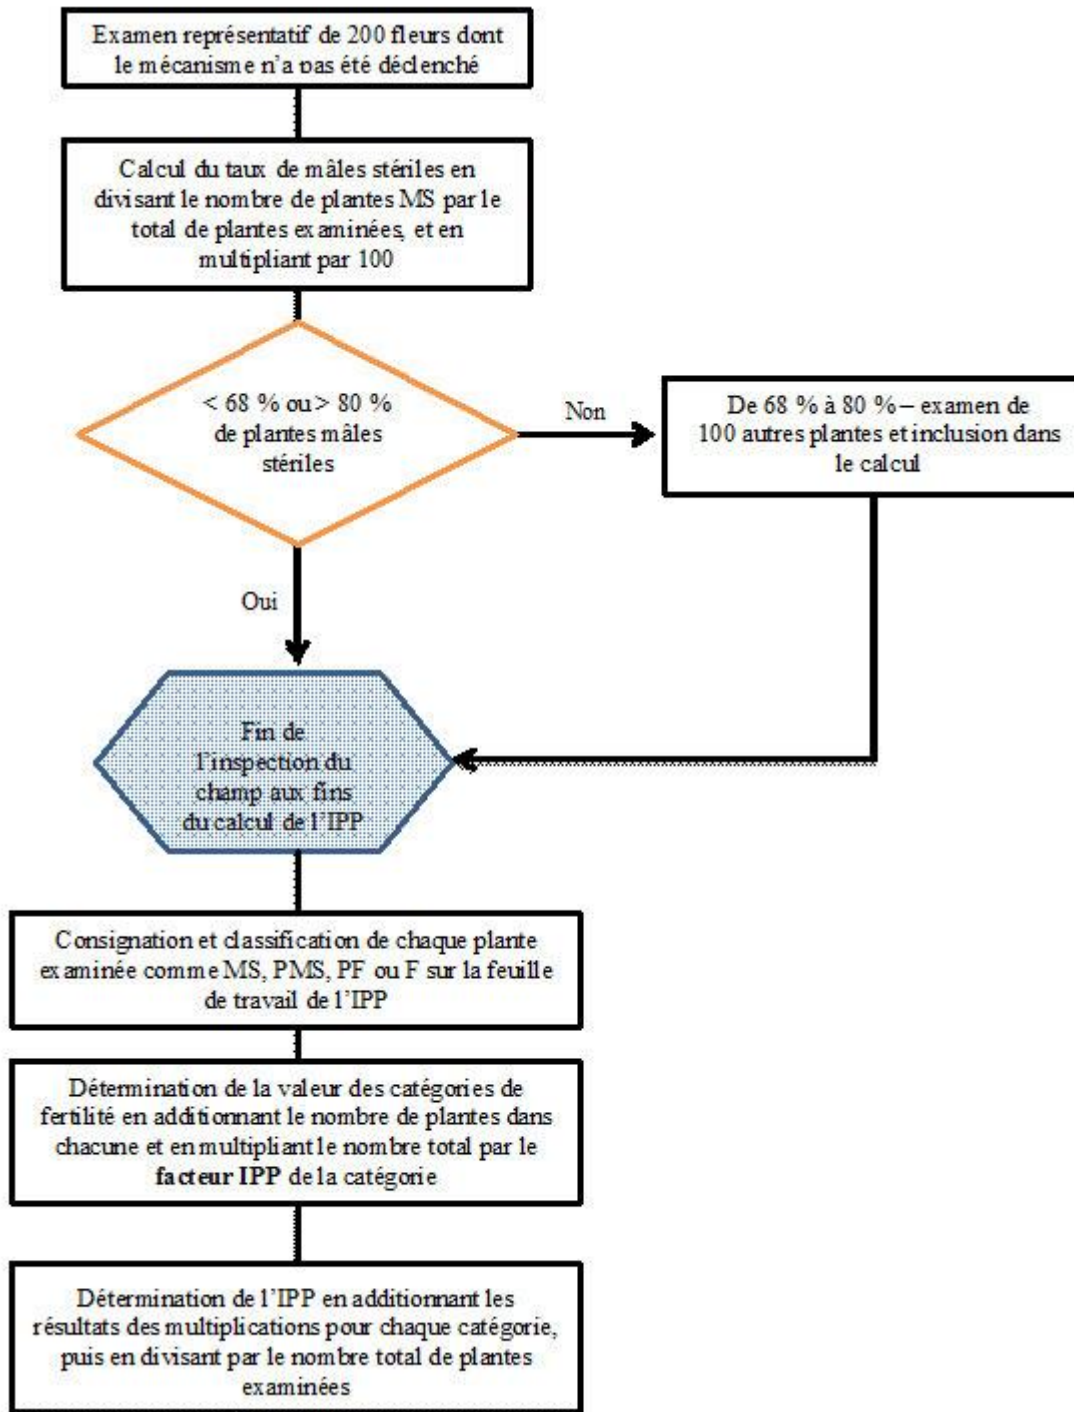 Examen représentatif de 200 fleurs dont
le mécanisme n'a pas été déclenché
Calcul du taux de mâles stériles en
divisant le nombre de plantes MS par le
total de plantes examinées, et en
multipliant par 100
< 68 % ou > 80 %
de plantes mâles
stériles
Non
De 68 % à 80 % – examen de
100 autres plantes et inclusion dans
le calcul
Oui
Fin de
l'inspection du
champ aux fins
du calcul de l'IPP
Consignation et classification de chaque plante
examinée comme MS, PMS, PF ou F sur la feuille
de travail de l'IPP
Détermination de la valeur des catégories de
fertilité en additionnant le nombre de plantes dans
chacune et en multipliant le nombre total par le
facteur IPP de la catégorie
Détermination de l'IPP en additionnant les
résultats des multiplications pour chaque catégorie,
puis en divisant par le nombre total de plantes
examinées